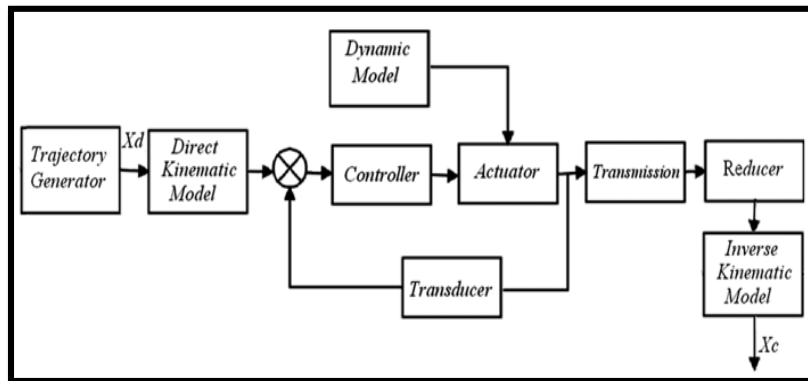 Dynamic
Model
Xd
Trajectory
Generator
Direct
Kinematic
Model
Controller
Actuator
Transmission
Reducer
Transducer
Inverse
Kinematic
Model
Xc